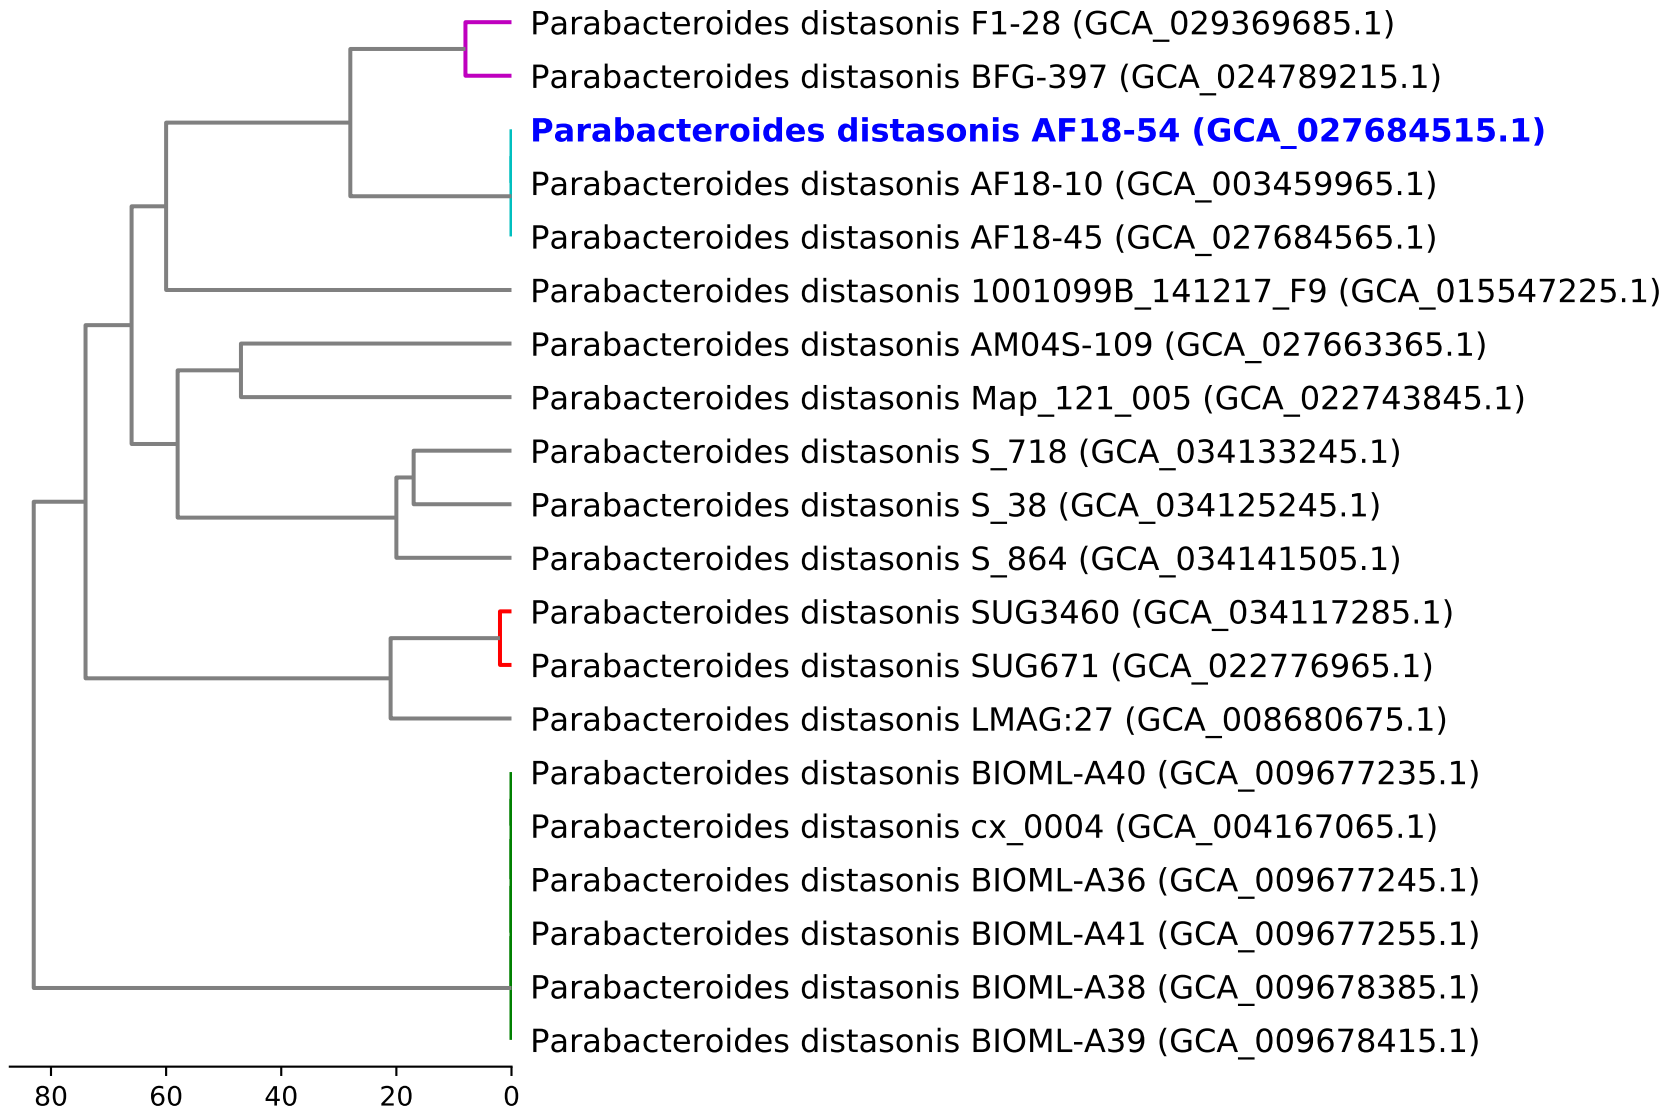 Parabacteroides distasonis F1-28 (GCA_029369685.1)
Parabacteroides distasonis BFG-397 (GCA_024789215.1)
Parabacteroides distasonis AF18-54 (GCA_027684515.1)
Parabacteroides distasonis AF18-10 (GCA_003459965.1)
Parabacteroides distasonis AF18-45 (GCA_027684565.1)
Parabacteroides distasonis 1001099B_141217_F9 (GCA_015547225.1)
Parabacteroides distasonis AM04S-109 (GCA_027663365.1)
Parabacteroides distasonis Map_121_005 (GCA_022743845.1)
Parabacteroides distasonis S_718 (GCA_034133245.1)
Parabacteroides distasonis S_38 (GCA_034125245.1)
Parabacteroides distasonis S_864 (GCA_034141505.1)
Parabacteroides distasonis SUG3460 (GCA_034117285.1)
Parabacteroides distasonis SUG671 (GCA_022776965.1)
Parabacteroides distasonis LMAG:27 (GCA_008680675.1)
Parabacteroides distasonis BIOML-A40 (GCA_009677235.1)
Parabacteroides distasonis cx_0004 (GCA_004167065.1)
Parabacteroides distasonis BIOML-A36 (GCA_009677245.1)
Parabacteroides distasonis BIOML-A41 (GCA_009677255.1)
Parabacteroides distasonis BIOML-A38 (GCA_009678385.1)
Parabacteroides distasonis BIOML-A39 (GCA_009678415.1)
80 60 40 20 0